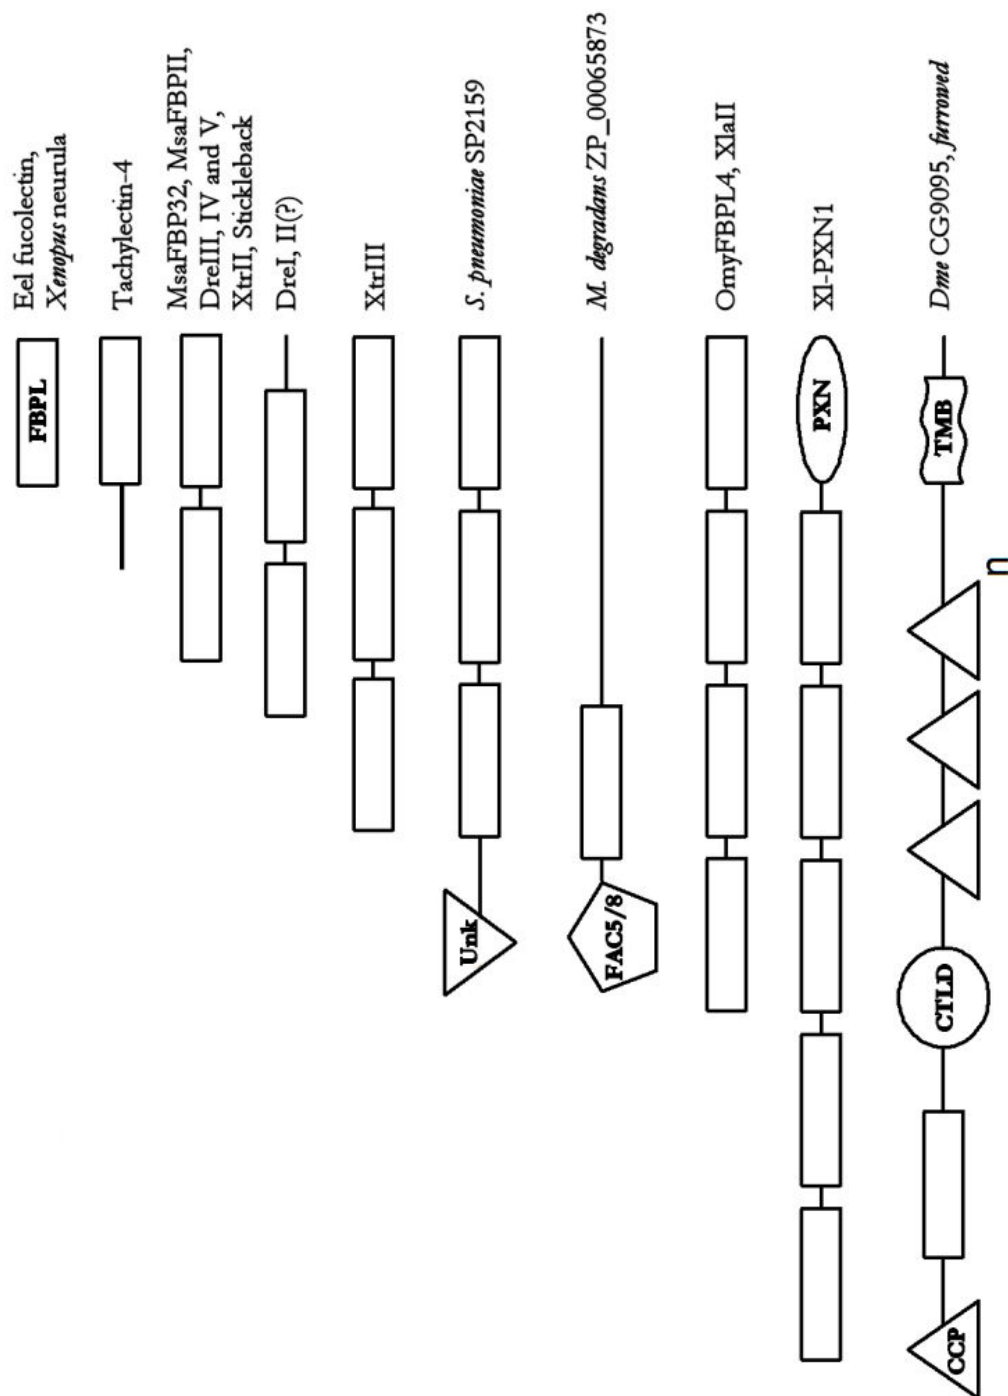 FBPL
Eel fucolectin,
Xenopus neurula
Tachylectin-4
MsaFBP32, MsaFBPII,
DreIII, IV and V,
XtrII, Stickleback
DreI, II(?)
XtrIII
Unk
S. pneumoniae SP2159
FAC5/8
M. degradans ZP_00065873
OmyFBPL4, XlaII
PXN
Xl-PXN1
CCP
CTLD
n
TMB
Dme CG9095, furrowed